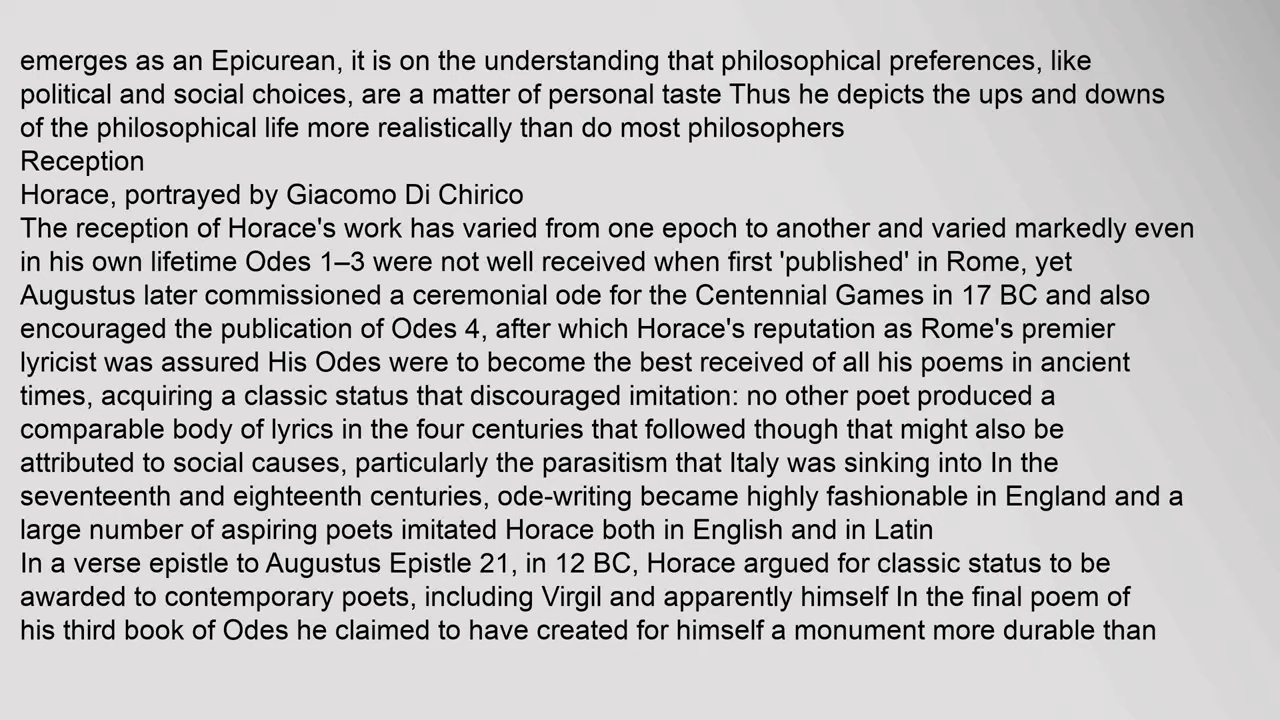 emerges as an Epicurean, it is on the understanding that philosophical preferences, like
political and social choices, are a matter of personal taste Thus he depicts the ups and downs
of the philosophical life more realistically than do most philosophers
Reception
Horace, portrayed by Giacomo Di Chirico
The reception of Horace's work has varied from one epoch to another and varied markedly even
in his own lifetime Odes 1–3 were not well received when first 'published' in Rome, yet
Augustus later commissioned a ceremonial ode for the Centennial Games in 17 BC and also
encouraged the publication of Odes 4, after which Horace's reputation as Rome's premier
lyricist was assured His Odes were to become the best received of all his poems in ancient
times, acquiring a classic status that discouraged imitation: no other poet produced a
comparable body of lyrics in the four centuries that followed though that might also be
attributed to social causes, particularly the parasitism that Italy was sinking into In the
seventeenth and eighteenth centuries, ode-writing became highly fashionable in England and a
large number of aspiring poets imitated Horace both in English and in Latin
In a verse epistle to Augustus Epistle 21, in 12 BC, Horace argued for classic status to be
awarded to contemporary poets, including Virgil and apparently himself In the final poem of
his third book of Odes he claimed to have created for himself a monument more durable than